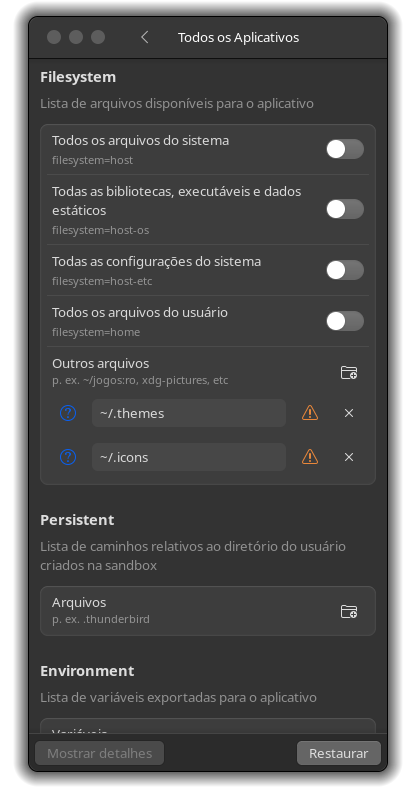 Todos os Aplicativos
Filesystem
Lista de arquivos disponíveis para o aplicativo
Todos os arquivos do sistema
filesystem=host
Todas as bibliotecas, executáveis e dados
estáticos
filesystem=host-os
Todas as configurações do sistema
filesystem=host-etc
Todos os arquivos do usuário
filesystem=home
Outros arquivos
p. ex. ~/jogos:ro, xdg-pictures, etc
~/.themes
~/.icons
Persistent
Lista de caminhos relativos ao diretório do usuário
criados na sandbox
Arquivos
p. ex. .thunderbird
Environment
Lista de variáveis exportadas para o aplicativo
Variáveis
Mostrar detalhes
Restaurar